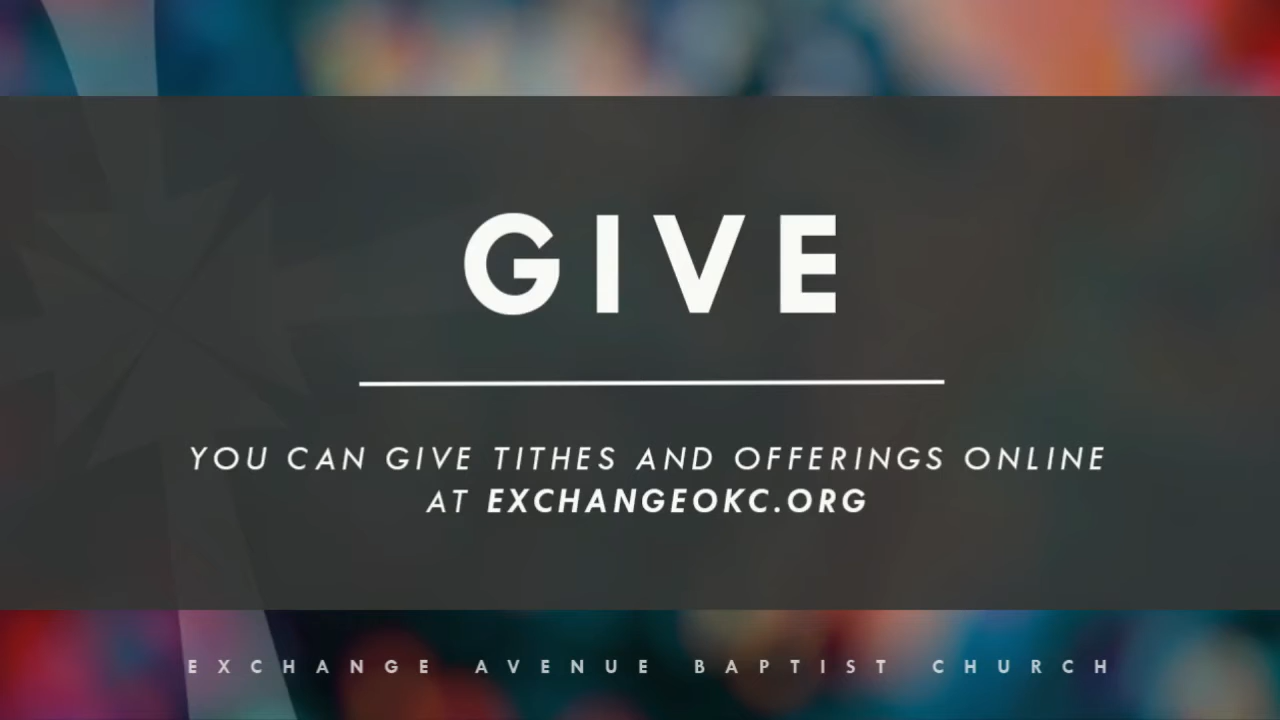 GIVE
YOU CAN GIVE TITHES AND OFFERINGS ONLINE
AT EXCHANGEOKC.ORG
EXCHANGE AVENUE BAPTIST CHURCH